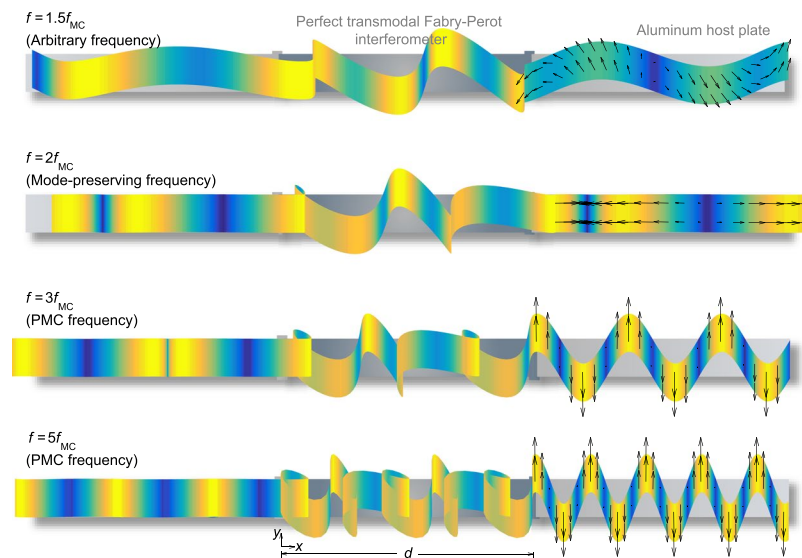 f = 1.5f_MC
(Arbitrary frequency)
Perfect transmodal Fabry-Perot
interferometer
Aluminum host plate
f = 2f_MC
(Mode-preserving frequency)
f = 3f_MC
(PMC frequency)
f = 5f_MC
(PMC frequency)
y
x
d